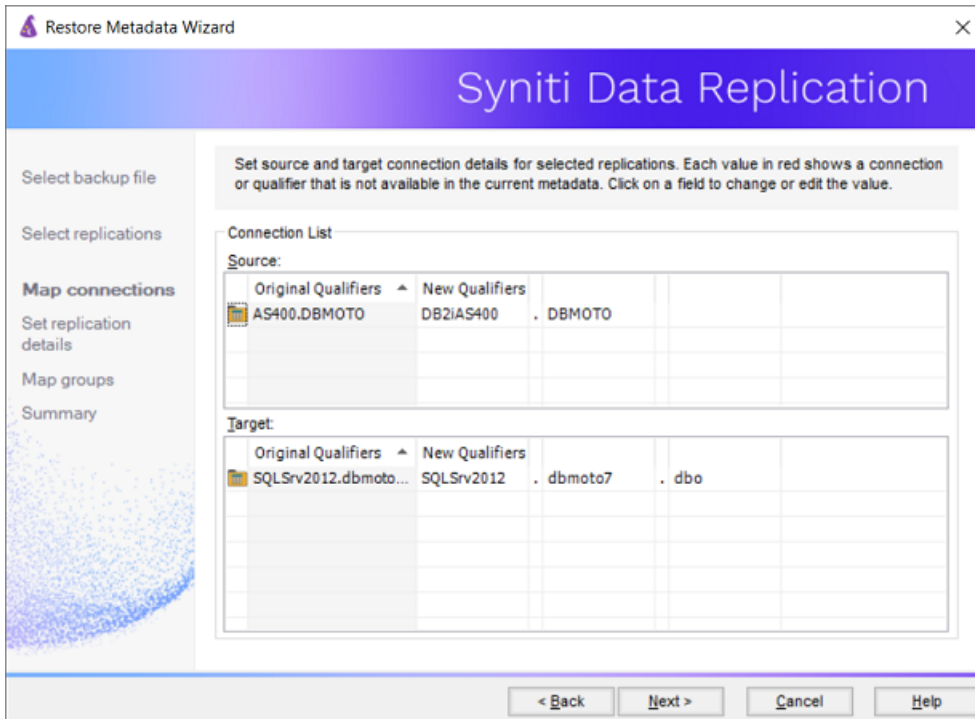 Restore Metadata Wizard
Syniti Data Replication
Select backup file
Select replications
Map connections
Set replication
details
Map groups
Summary
Set source and target connection details for selected replications. Each value in red shows a connection
or qualifier that is not available in the current metadata. Click on a field to change or edit the value.
Connection List
Source:
Original Qualifiers New Qualifiers
AS400.DBMOTO DB2iAS400 . DBMOTO
Target:
Original Qualifiers New Qualifiers
SQLSrv2012.dbmoto... SQLSrv2012 . dbmoto7 . dbo
< Back Next > Cancel Help